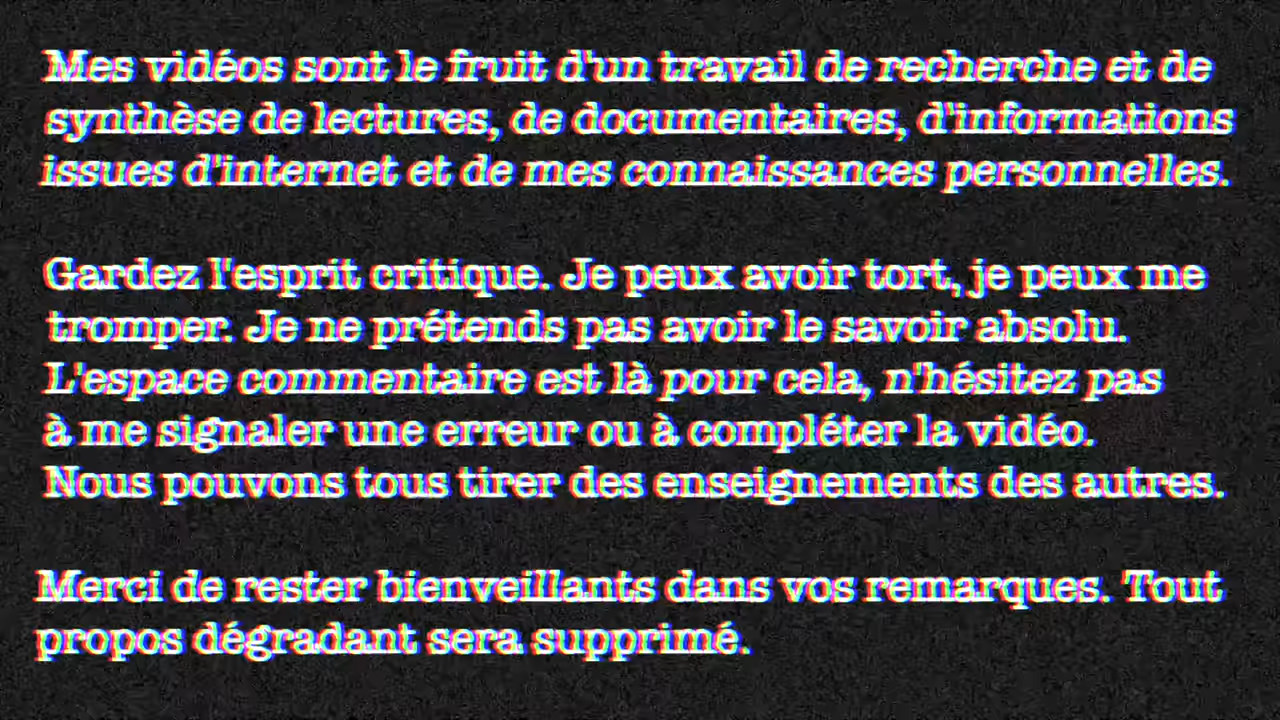 Mes vidéos sont le fruit d'un travail de recherche et de
synthèse de lectures, de documentaires, d'informations
issues d'internet et de mes connaissances personnelles.
Gardez l'esprit critique. Je peux avoir tort, je peux me
tromper. Je ne prétends pas avoir le savoir absolu.
L'espace commentaire est là pour cela, n'hésitez pas
à me signaler une erreur ou à compléter la vidéo.
Nous pouvons tous tirer des enseignements des autres.
Merci de rester bienveillants dans vos remarques. Tout
propos dégradant sera supprimé.